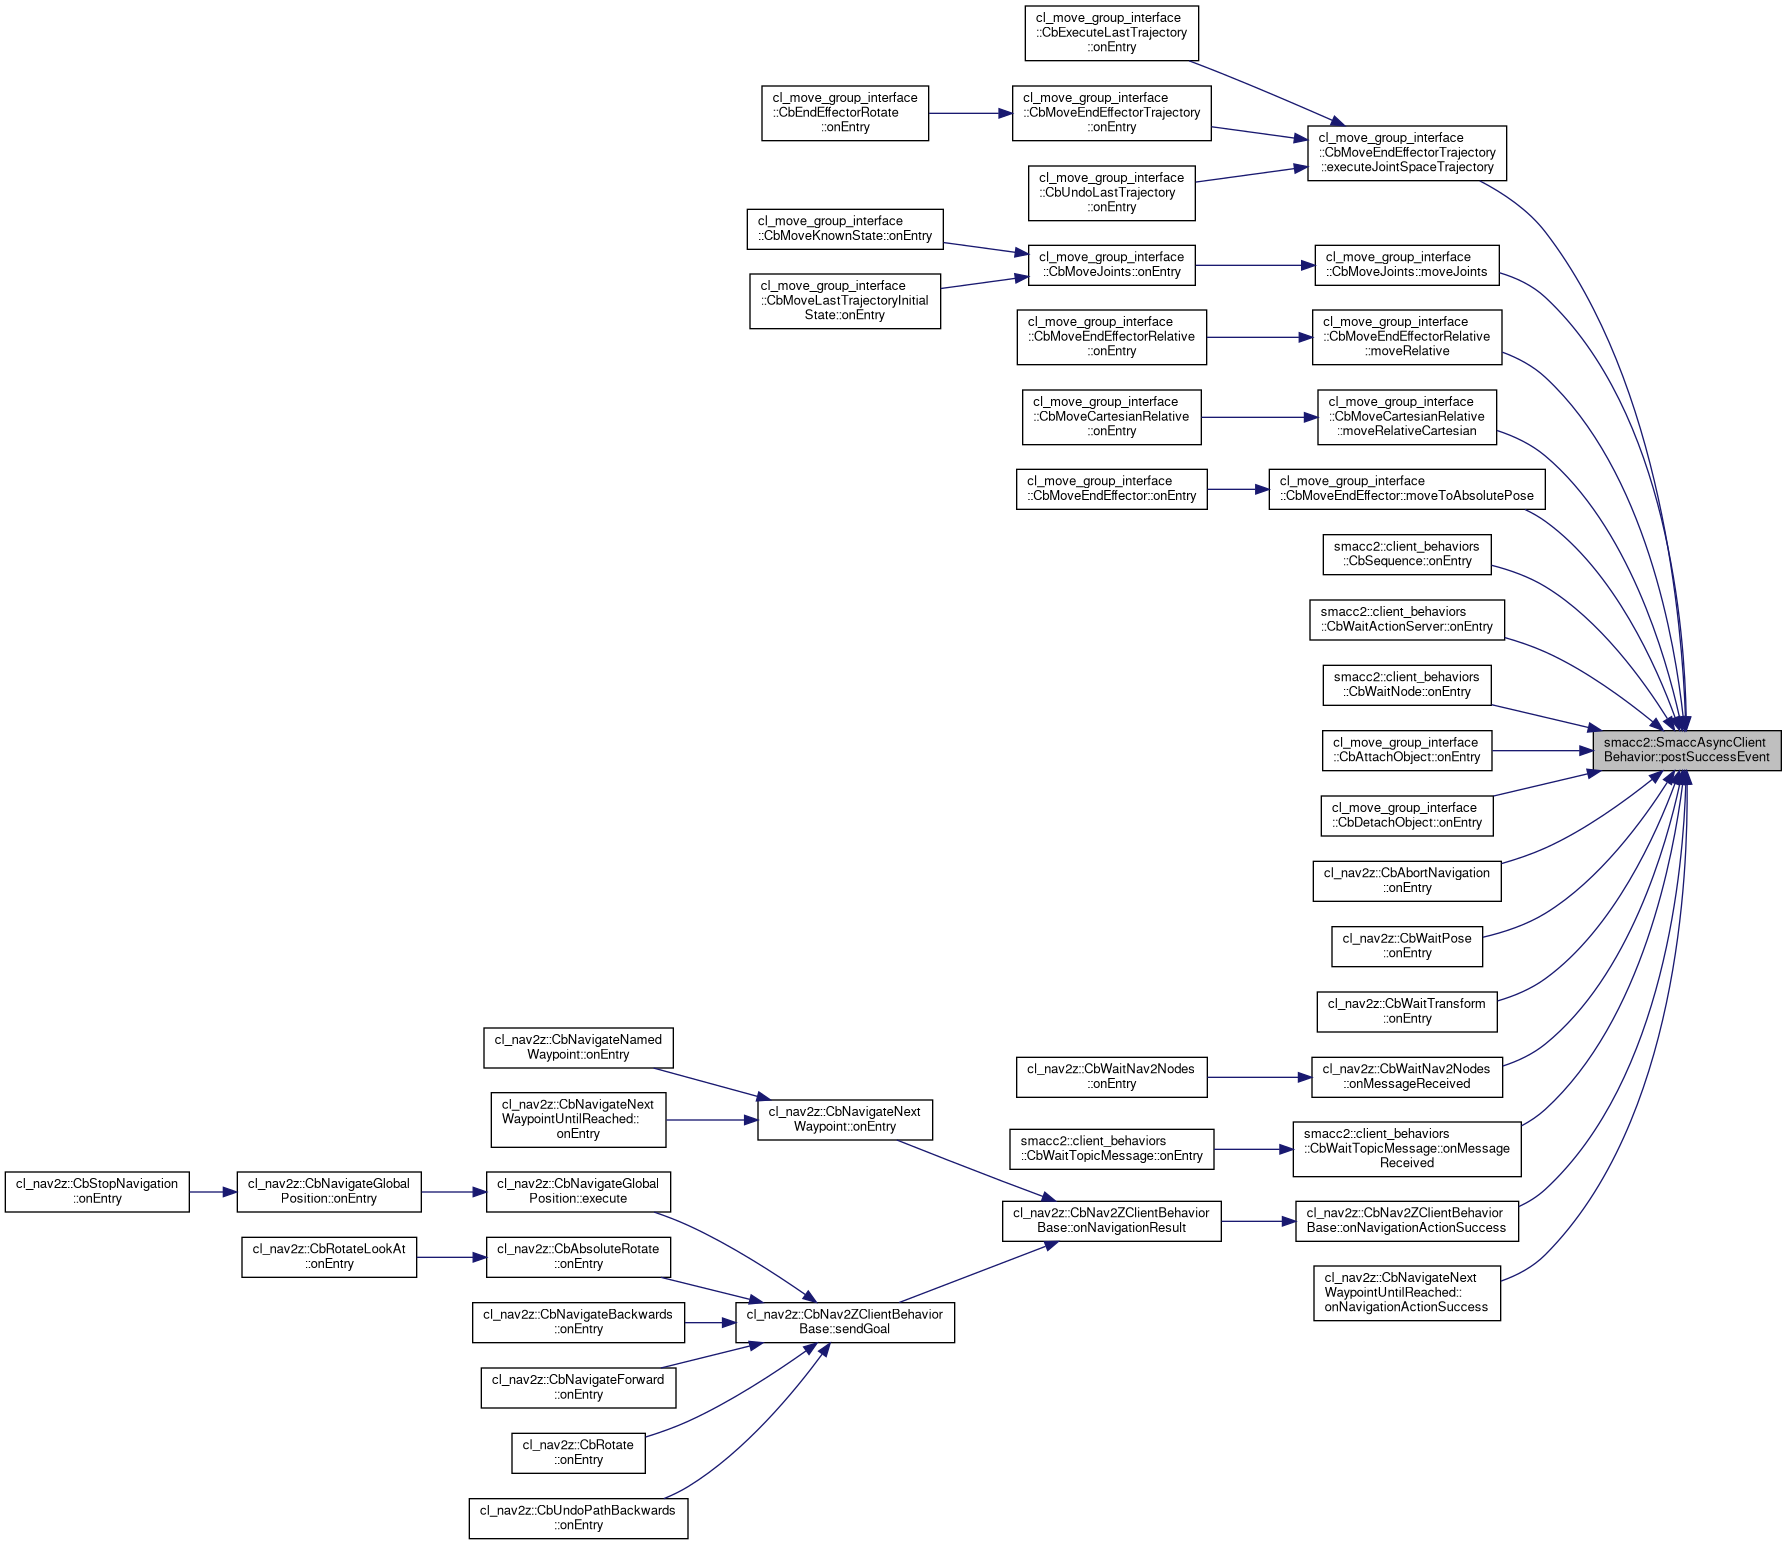 cl_move_group_interface
::CbExecuteLastTrajectory
::onEntry
cl_move_group_interface
::CbEndEffectorRotate
::onEntry
cl_move_group_interface
::CbMoveEndEffectorTrajectory
::onEntry
cl_move_group_interface
::CbMoveEndEffectorTrajectory
::executeJointSpaceTrajectory
cl_move_group_interface
::CbUndoLastTrajectory
::onEntry
cl_move_group_interface
::CbMoveKnownState::onEntry
cl_move_group_interface
::CbMoveJoints::onEntry
cl_move_group_interface
::CbMoveJoints::moveJoints
cl_move_group_interface
::CbMoveLastTrajectoryInitial
State::onEntry
cl_move_group_interface
::CbMoveEndEffectorRelative
::onEntry
cl_move_group_interface
::CbMoveEndEffectorRelative
::moveRelative
cl_move_group_interface
::CbMoveCartesianRelative
::onEntry
cl_move_group_interface
::CbMoveCartesianRelative
::moveRelativeCartesian
cl_move_group_interface
::CbMoveEndEffector::onEntry
cl_move_group_interface
::CbMoveEndEffector::moveToAbsolutePose
smacc2::client_behaviors
::CbSequence::onEntry
smacc2::client_behaviors
::CbWaitActionServer::onEntry
smacc2::client_behaviors
::CbWaitNode::onEntry
smacc2::SmaccAsyncClient
Behavior::postSuccessEvent
cl_move_group_interface
::CbAttachObject::onEntry
cl_move_group_interface
::CbDetachObject::onEntry
cl_nav2z::CbAbortNavigation
::onEntry
cl_nav2z::CbWaitPose
::onEntry
cl_nav2z::CbWaitTransform
::onEntry
cl_nav2z::CbNavigateNamed
Waypoint::onEntry
cl_nav2z::CbWaitNav2Nodes
::onEntry
cl_nav2z::CbWaitNav2Nodes
::onMessageReceived
cl_nav2z::CbNavigateNext
WaypointUntilReached::
onEntry
cl_nav2z::CbNavigateNext
Waypoint::onEntry
smacc2::client_behaviors
::CbWaitTopicMessage::onEntry
smacc2::client_behaviors
::CbWaitTopicMessage::onMessage
Received
cl_nav2z::CbStopNavigation
::onEntry
cl_nav2z::CbNavigateGlobal
Position::onEntry
cl_nav2z::CbNavigateGlobal
Position::execute
cl_nav2z::CbNav2ZClientBehavior
Base::onNavigationResult
cl_nav2z::CbNav2ZClientBehavior
Base::onNavigationActionSuccess
cl_nav2z::CbRotateLookAt
::onEntry
cl_nav2z::CbAbsoluteRotate
::onEntry
cl_nav2z::CbNavigateNext
WaypointUntilReached::
onNavigationActionSuccess
cl_nav2z::CbNavigateBackwards
::onEntry
cl_nav2z::CbNav2ZClientBehavior
Base::sendGoal
cl_nav2z::CbNavigateForward
::onEntry
cl_nav2z::CbRotate
::onEntry
cl_nav2z::CbUndoPathBackwards
::onEntry